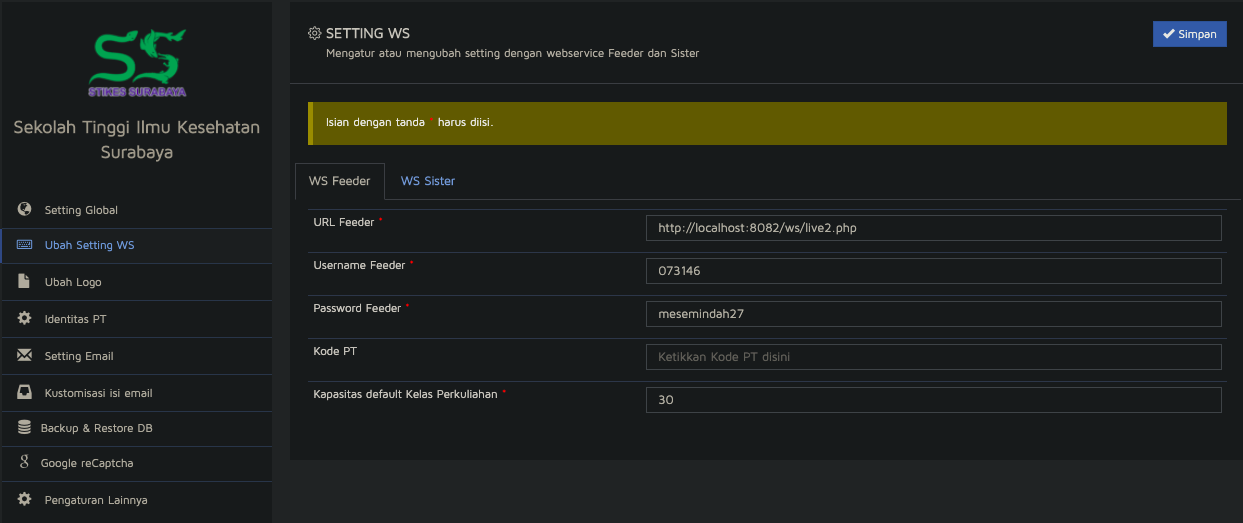 STIKES SURABAYA
Sekolah Tinggi Ilmu Kesehatan
Surabaya
Setting Global
Ubah Setting WS
Ubah Logo
Identitas PT
Setting Email
Kustomisasi isi email
Backup & Restore DB
Google reCaptcha
Pengaturan Lainnya
SETTING WS
Mengatur atau mengubah setting dengan webservice Feeder dan Sister
Simpan
Isian dengan tanda * harus diisi.
WS Feeder WS Sister
URL Feeder * http://localhost:8082/ws/live2.php
Username Feeder * 073146
Password Feeder * mesemindah27
Kode PT Ketikkan Kode PT disini
Kapasitas default Kelas Perkuliahan * 30